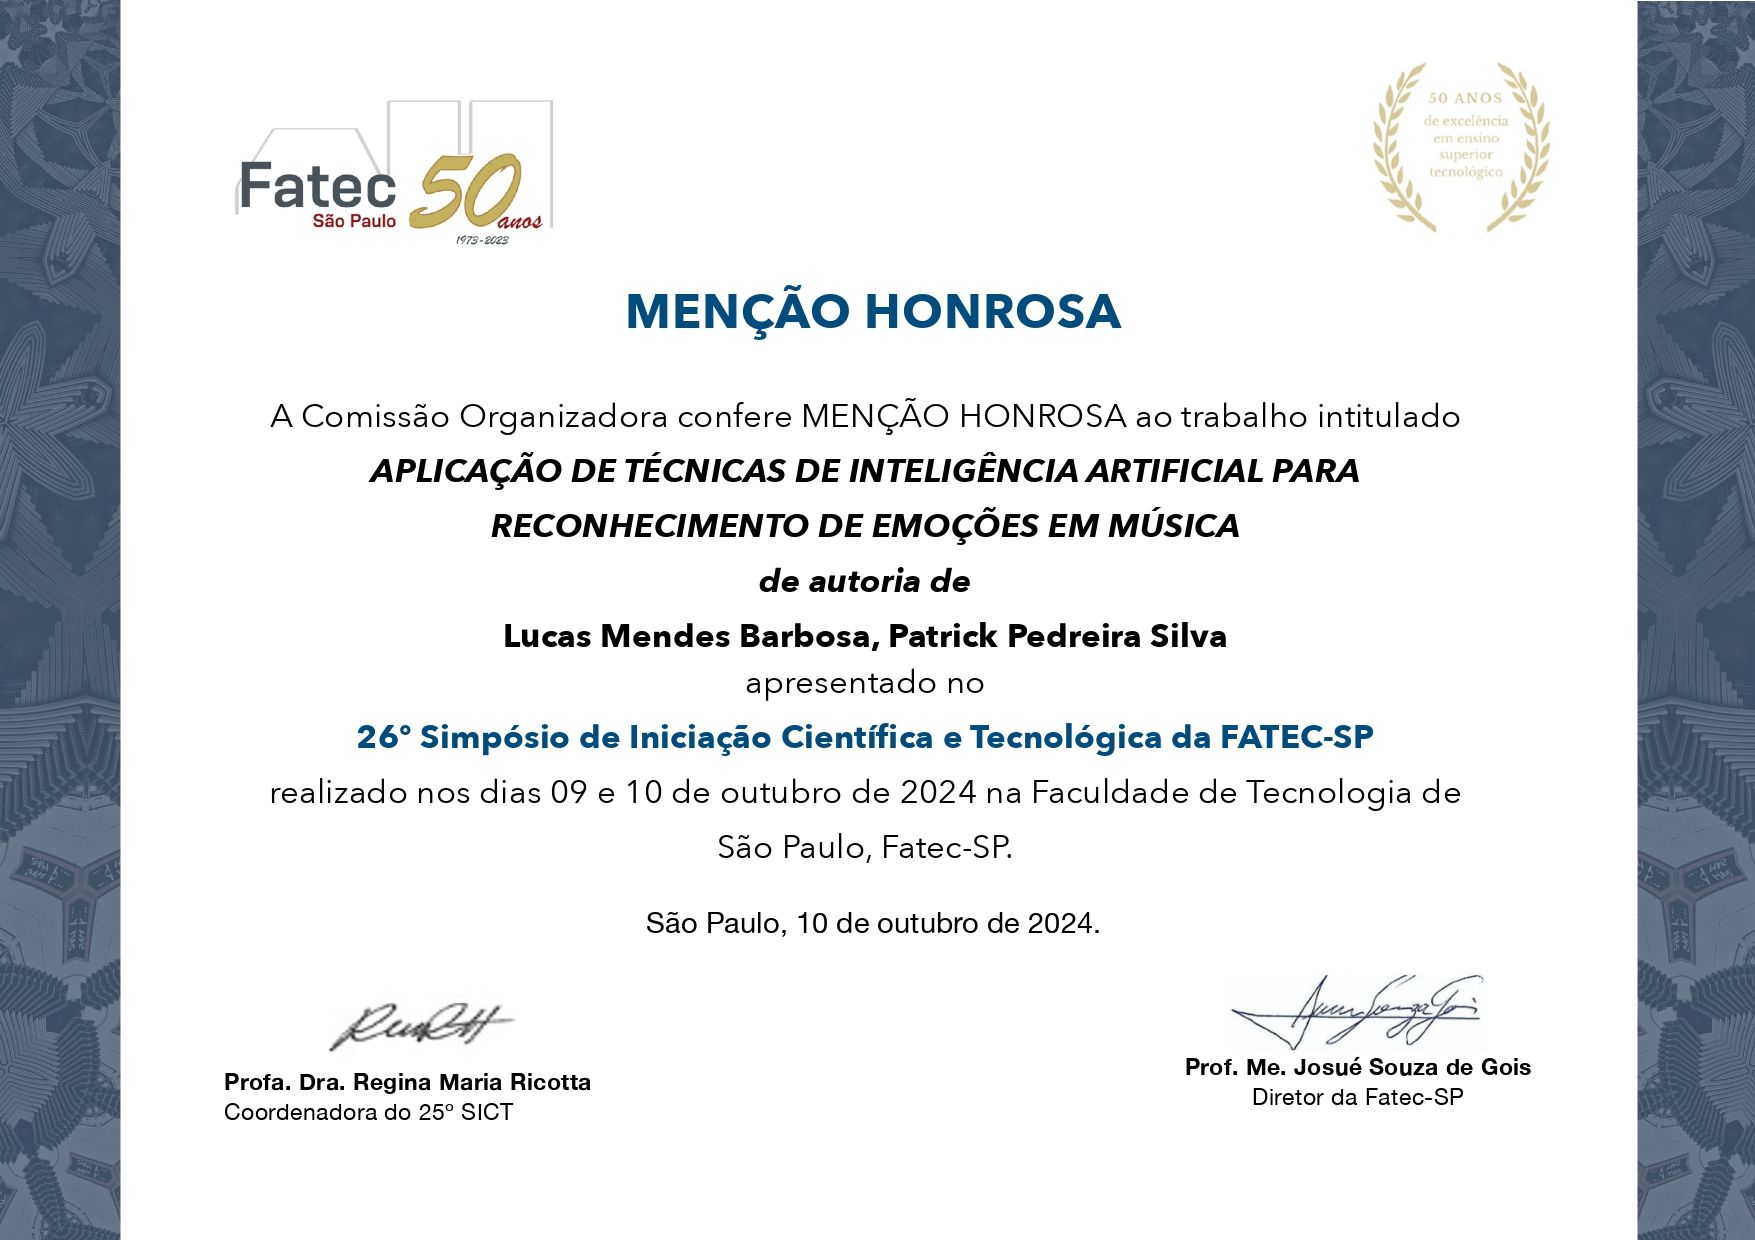 Fatec
São Paulo
50
anos
1973-2023
50 ANOS
de excelência
em ensino
superior
tecnológico
MENÇÃO HONROSA
A Comissão Organizadora confere MENÇÃO HONROSA ao trabalho intitulado
APLICAÇÃO DE TÉCNICAS DE INTELIGÊNCIA ARTIFICIAL PARA
RECONHECIMENTO DE EMOÇÕES EM MÚSICA
de autoria de
Lucas Mendes Barbosa, Patrick Pedreira Silva
apresentado no
26º Simpósio de Iniciação Científica e Tecnológica da FATEC-SP
realizado nos dias 09 e 10 de outubro de 2024 na Faculdade de Tecnologia de
São Paulo, Fatec-SP.
São Paulo, 10 de outubro de 2024.
Profa. Dra. Regina Maria Ricotta
Coordenadora do 25º SICT
Prof. Me. Josué Souza de Gois
Diretor da Fatec-SP